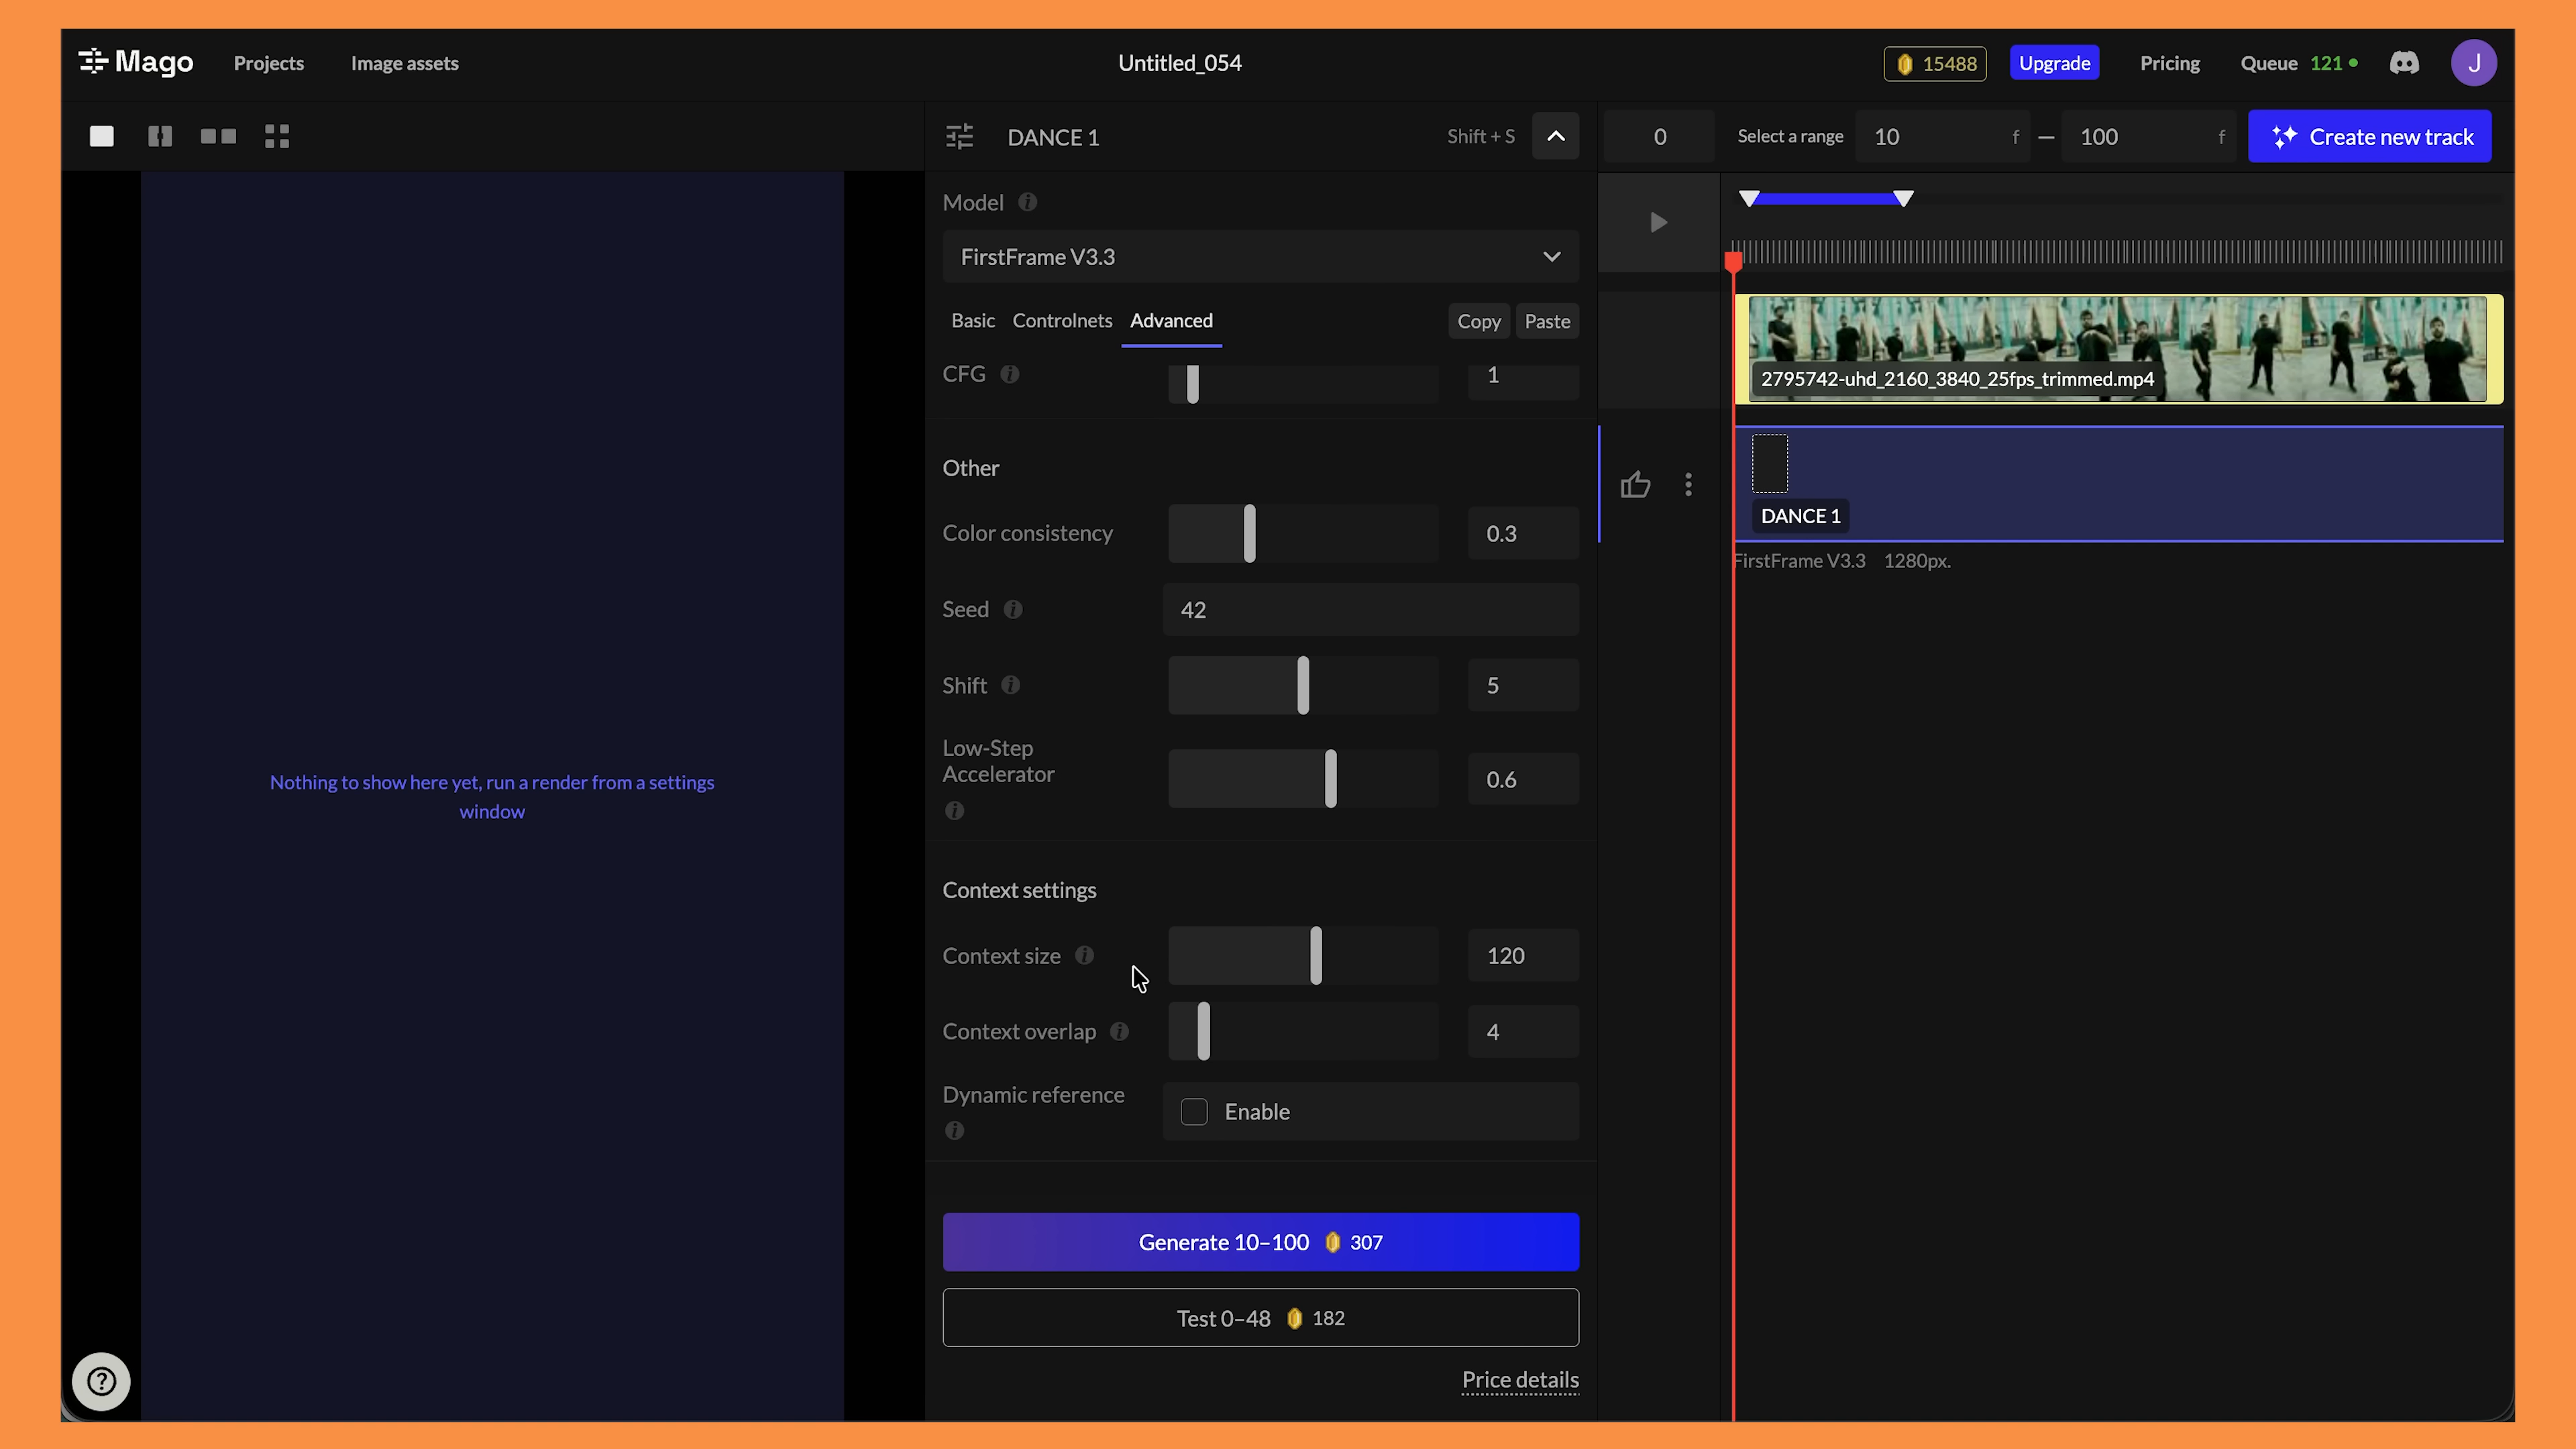 Mago
Projects
Image assets
Untitled_054
15488
Upgrade
Pricing
Queue 121
J
DANCE 1
Shift + S
0
Select a range
10 f — 100 f
Create new track
Model
FirstFrame V3.3
Basic
Controlnets
Advanced
Copy
Paste
CFG
1
Other
Color consistency
0.3
Seed
42
Shift
5
Low-Step
Accelerator
0.6
Context settings
Context size
120
Context overlap
4
Dynamic reference
Enable
Generate 10–100 307
Test 0–48 182
Price details
Nothing to show here yet, run a render from a settings
window
2795742-uhd_2160_3840_25fps_trimmed.mp4
DANCE 1
FirstFrame V3.3 1280px.